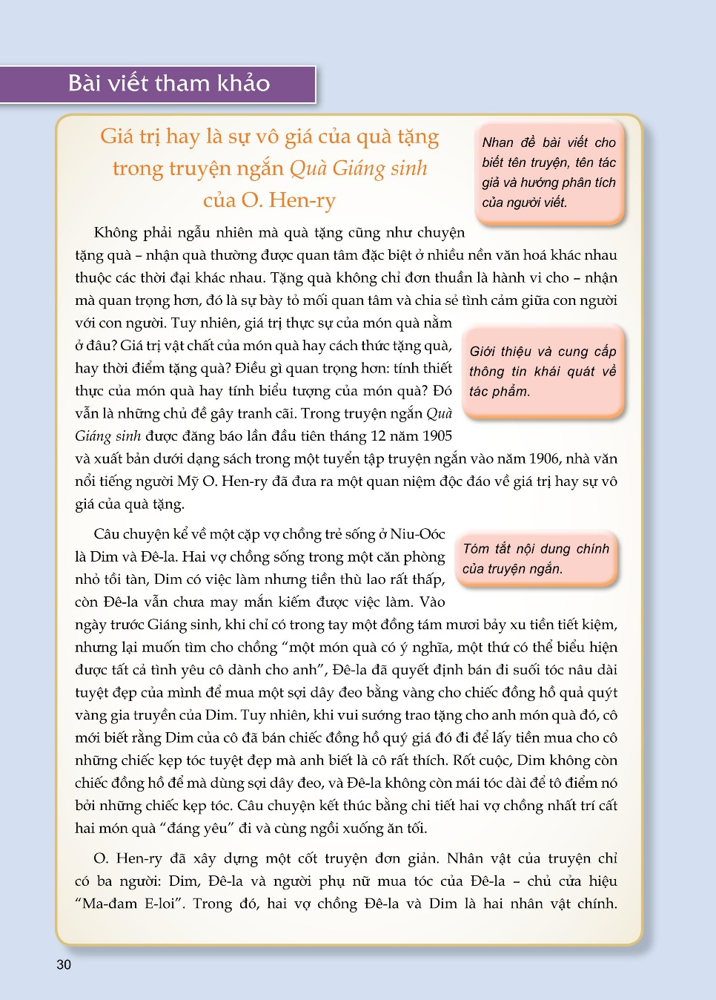 Bài viết tham khảo
Giá trị hay là sự vô giá của quà tặng
trong truyện ngắn Quà Giáng sinh
của O. Hen-ry
Nhan đề bài viết cho
biết tên truyện, tên tác
giả và hướng phân tích
của người viết.
Không phải ngẫu nhiên mà quà tặng cũng như chuyện
tặng quà – nhận quà thường được quan tâm đặc biệt ở nhiều nền văn hoá khác nhau
thuộc các thời đại khác nhau. Tặng quà không chỉ đơn thuần là hành vi cho – nhận
mà quan trọng hơn, đó là sự bày tỏ mối quan tâm và chia sẻ tình cảm giữa con người
với con người. Tuy nhiên, giá trị thực sự của món quà nằm
ở đâu? Giá trị vật chất của món quà hay cách thức tặng quà,
hay thời điểm tặng quà? Điều gì quan trọng hơn: tính thiết
thực của món quà hay tính biểu tượng của món quà? Đó
vẫn là những chủ đề gây tranh cãi. Trong truyện ngắn Quà
Giáng sinh được đăng báo lần đầu tiên tháng 12 năm 1905
và xuất bản dưới dạng sách trong một tuyển tập truyện ngắn vào năm 1906, nhà văn
nổi tiếng người Mỹ O. Hen-ry đã đưa ra một quan niệm độc đáo về giá trị hay sự vô
giá của quà tặng.
Giới thiệu và cung cấp
thông tin khái quát về
tác phẩm.
Câu chuyện kể về một cặp vợ chồng trẻ sống ở Niu-Oóc
là Dim và Đê-la. Hai vợ chồng sống trong một căn phòng
nhỏ tồi tàn, Dim có việc làm nhưng tiền thù lao rất thấp,
còn Đê-la vẫn chưa may mắn kiếm được việc làm. Vào
ngày trước Giáng sinh, khi chỉ có trong tay một đồng tám mươi bảy xu tiền tiết kiệm,
nhưng lại muốn tìm cho chồng “một món quà có ý nghĩa, một thứ có thể biểu hiện
được tất cả tình yêu cô dành cho anh”, Đê-la đã quyết định bán đi suối tóc nâu dài
tuyệt đẹp của mình để mua một sợi dây đeo bằng vàng cho chiếc đồng hồ quả quýt
vàng gia truyền của Dim. Tuy nhiên, khi vui sướng trao tặng cho anh món quà đó, cô
mới biết rằng Dim của cô đã bán chiếc đồng hồ quý giá đó đi để lấy tiền mua cho cô
những chiếc kẹp tóc tuyệt đẹp mà anh biết là cô rất thích. Rốt cuộc, Dim không còn
chiếc đồng hồ để mà dùng sợi dây đeo, và Đê-la không còn mái tóc dài để tô điểm nó
bởi những chiếc kẹp tóc. Câu chuyện kết thúc bằng chi tiết hai vợ chồng nhất trí cất
hai món quà “đáng yêu” đi và cùng ngồi xuống ăn tối.
Tóm tắt nội dung chính
của truyện ngắn.
O. Hen-ry đã xây dựng một cốt truyện đơn giản. Nhân vật của truyện chỉ
có ba người: Dim, Đê-la và người phụ nữ mua tóc của Đê-la – chủ cửa hiệu
“Ma-đam E-loi”. Trong đó, hai vợ chồng Đê-la và Dim là hai nhân vật chính.
30